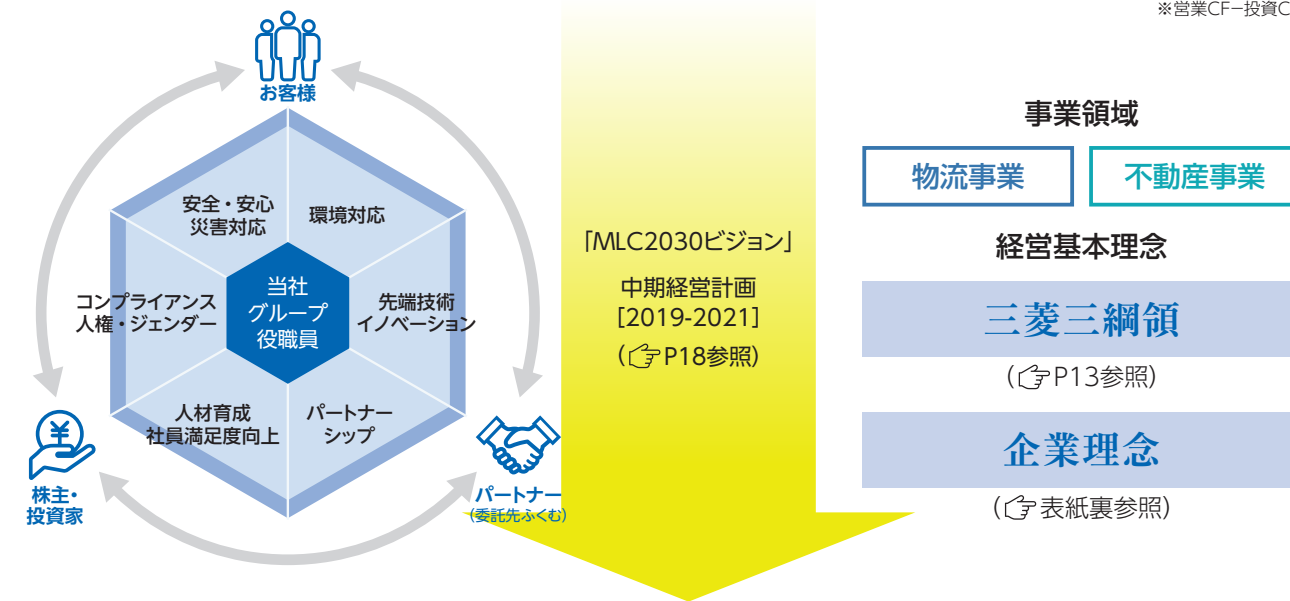 ※営業CF－投資C
お客様
安全・安心
災害対応
環境対応
コンプライアンス
人権・ジェンダー
当社
グループ
役職員
先端技術
イノベーション
人材育成
社員満足度向上
パートナー
シップ
株主・
投資家
パートナー
(委託先ふくむ)
「MLC2030ビジョン」
中期経営計画
[2019-2021]
(☞P18参照)
事業領域
物流事業
不動産事業
経営基本理念
三菱三綱領
(☞P13参照)
企業理念
(☞表紙裏参照)